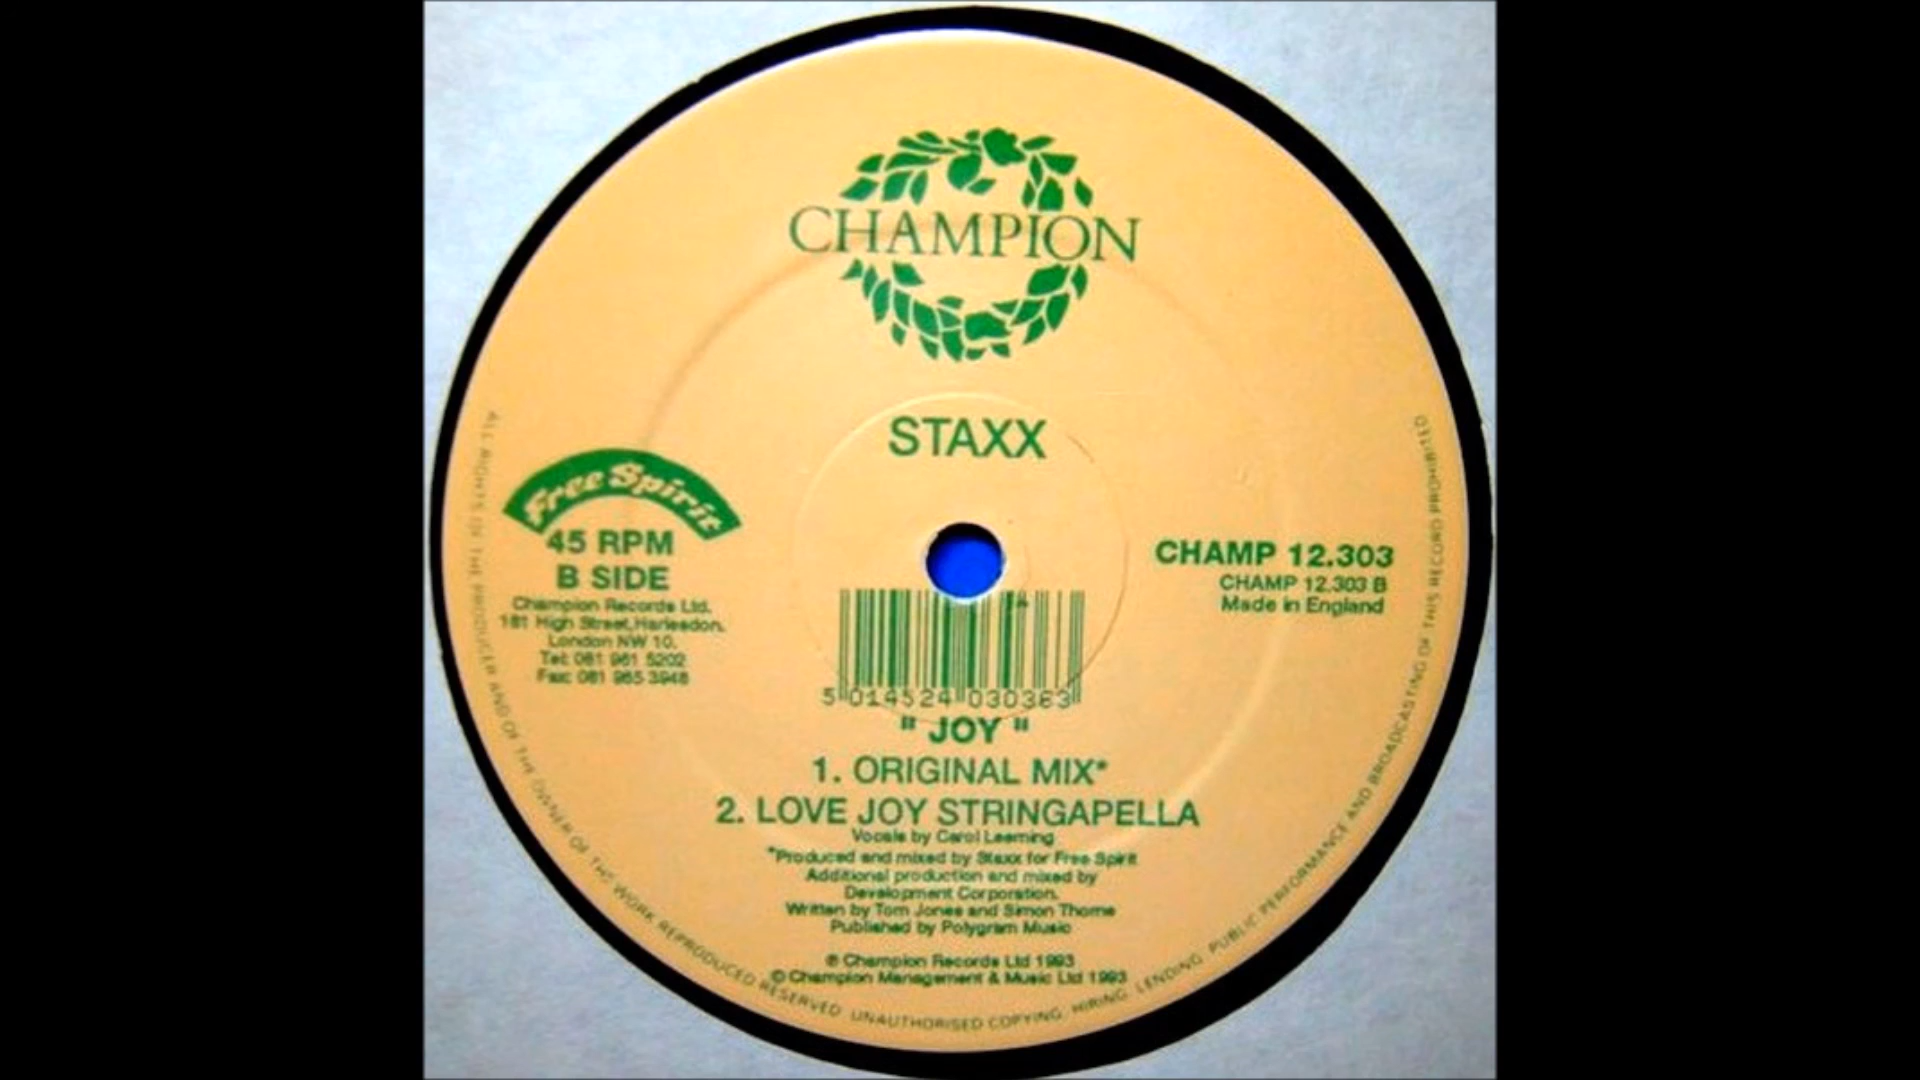 CHAMPION
STAXX
Free Spirit
45 RPM
B SIDE
Champion Records Ltd.
181 High Street, Harlesdon.
London NW 10.
Tel: 081 961 5202
Fax: 081 965 3948
CHAMP 12.303
CHAMP 12.303 B
Made in England
5 014524 030363
" JOY "
1. ORIGINAL MIX*
2. LOVE JOY STRINGAPELLA
Vocals by Carol Leeming
*Produced and mixed by Staxx for Free Spirit
Additional production and mixed by
Development Corporation.
Written by Tom Jones and Simon Thorne
Published by Polygram Music
℗ Champion Records Ltd 1993
© Champion Management & Music Ltd 1993
ALL RIGHTS OF THE PRODUCER AND OF THE OWNER OF THE WORK REPRODUCED RESERVED. UNAUTHORISED COPYING, HIRING, LENDING, PUBLIC PERFORMANCE AND BROADCASTING OF THIS RECORD PROHIBITED